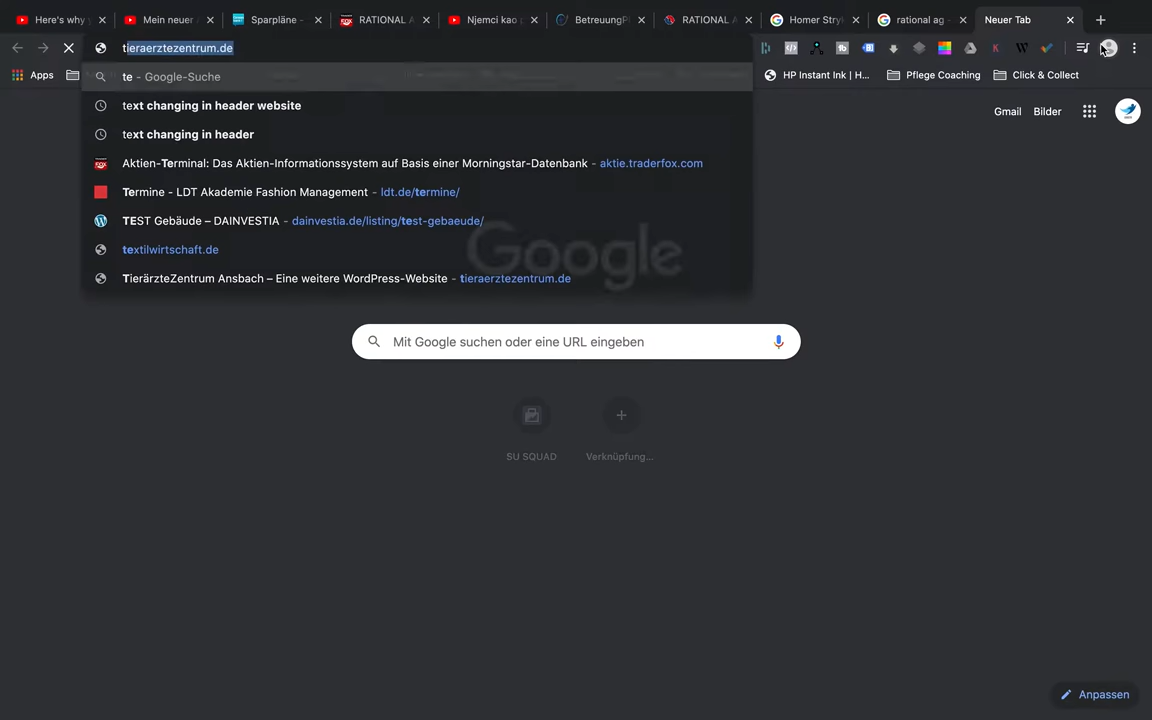 Here's why y
Mein neuer
Sparpläne -
RATIONAL A
Njemci kao p
BetreuungPl
RATIONAL A
Homer Stryk
rational ag -
Neuer Tab
tieraerztezentrum.de
Apps
te - Google-Suche
HP Instant Ink | H...
Pflege Coaching
Click & Collect
text changing in header website
Gmail
Bilder
text changing in header
Aktien-Terminal: Das Aktien-Informationssystem auf Basis einer Morningstar-Datenbank - aktie.traderfox.com
Termine - LDT Akademie Fashion Management - ldt.de/termine/
TEST Gebäude – DAINVESTIA - dainvestia.de/listing/test-gebaeude/
textilwirtschaft.de
Google
TierärzteZentrum Ansbach – Eine weitere WordPress-Website - tieraerztezentrum.de
Mit Google suchen oder eine URL eingeben
SU SQUAD
Verknüpfung...
Anpassen